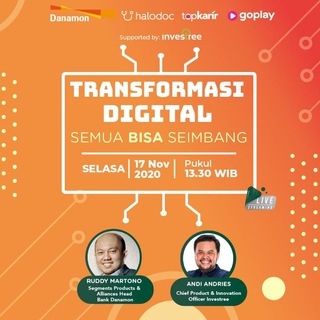 Danamon halodoc topkarir goplay
Supported by: investree
TRANSFORMASI
DIGITAL
SEMUA BISA SEIMBANG
SELASA
17 Nov
2020
Pukul
13.30 WIB
LIVE
STREAMING
RUDDY MARTONO
Segments Products &
Alliances Head
Bank Danamon
ANDI ANDRIES
Chief Product & Innovation
Officer Investree